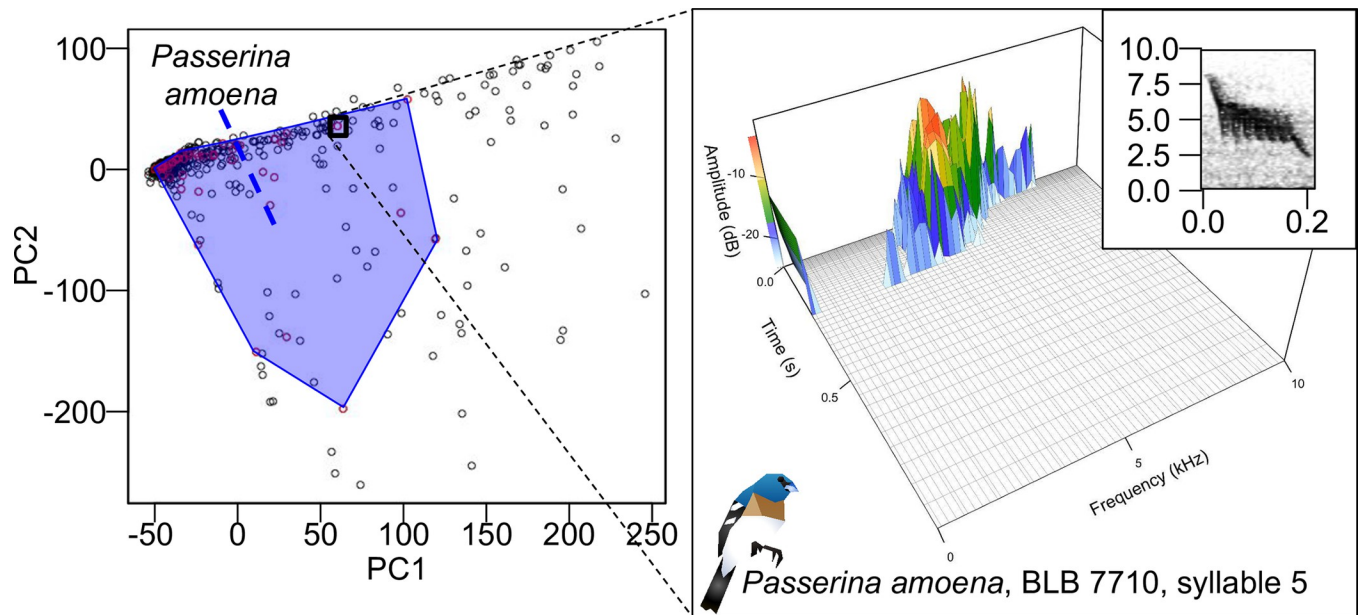 100
0
-100
-200
PC2
Passerina
amoena
-50 0 50 100 150 200 250
PC1
Amplitude (dB)
-10
-20
0.0
Time (s)
0.5
0
5
10
Frequency (kHz)
10.0
7.5
5.0
2.5
0.0
0.0 0.2
Passerina amoena, BLB 7710, syllable 5